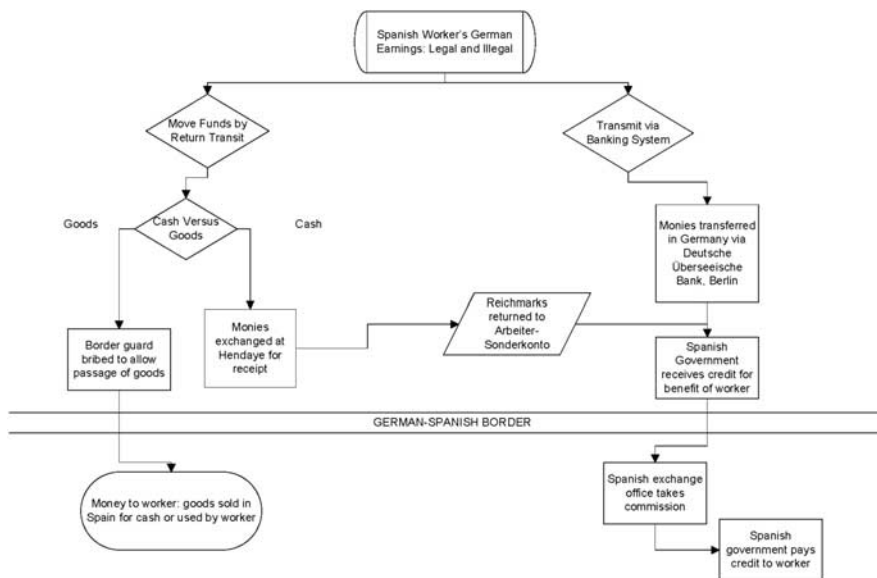 Spanish Worker's German
Earnings: Legal and Illegal
Move Funds by
Return Transit
Transmit via
Banking System
Goods
Cash Versus
Goods
Cash
Monies transferred
in Germany via
Deutsche
Überseeische
Bank, Berlin
Border guard
bribed to allow
passage of goods
Monies
exchanged at
Hendaye for
receipt
Reichmarks
returned to
Arbeiter-
Sonderkonto
Spanish
Government
receives credit for
benefit of worker
GERMAN-SPANISH BORDER
Money to worker: goods sold in
Spain for cash or used by worker
Spanish exchange
office takes
commission
Spanish
government pays
credit to worker